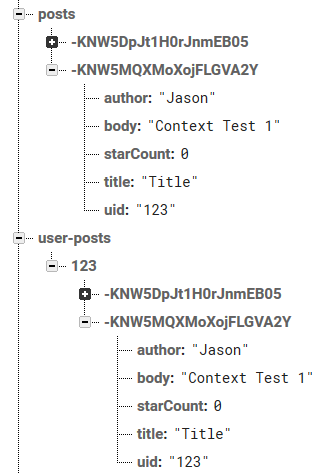 posts
-KNW5DpJt1H0rJnmEB05
-KNW5MQXMoXojFLGVA2Y
author: "Jason"
body: "Context Test 1"
starCount: 0
title: "Title"
uid: "123"
user-posts
123
-KNW5DpJt1H0rJnmEB05
-KNW5MQXMoXojFLGVA2Y
author: "Jason"
body: "Context Test 1"
starCount: 0
title: "Title"
uid: "123"